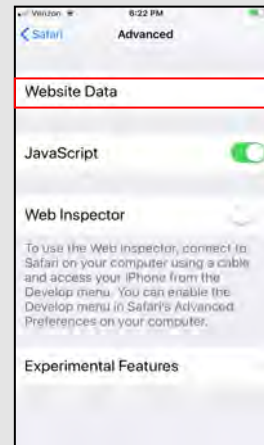 Verizon 6:22 PM
Safari Advanced
Website Data
JavaScript
Web Inspector
To use the Web Inspector, connect to
Safari on your computer using a cable
and access your iPhone from the
Develop menu. You can enable the
Develop menu in Safari's Advanced
Preferences on your computer.
Experimental Features